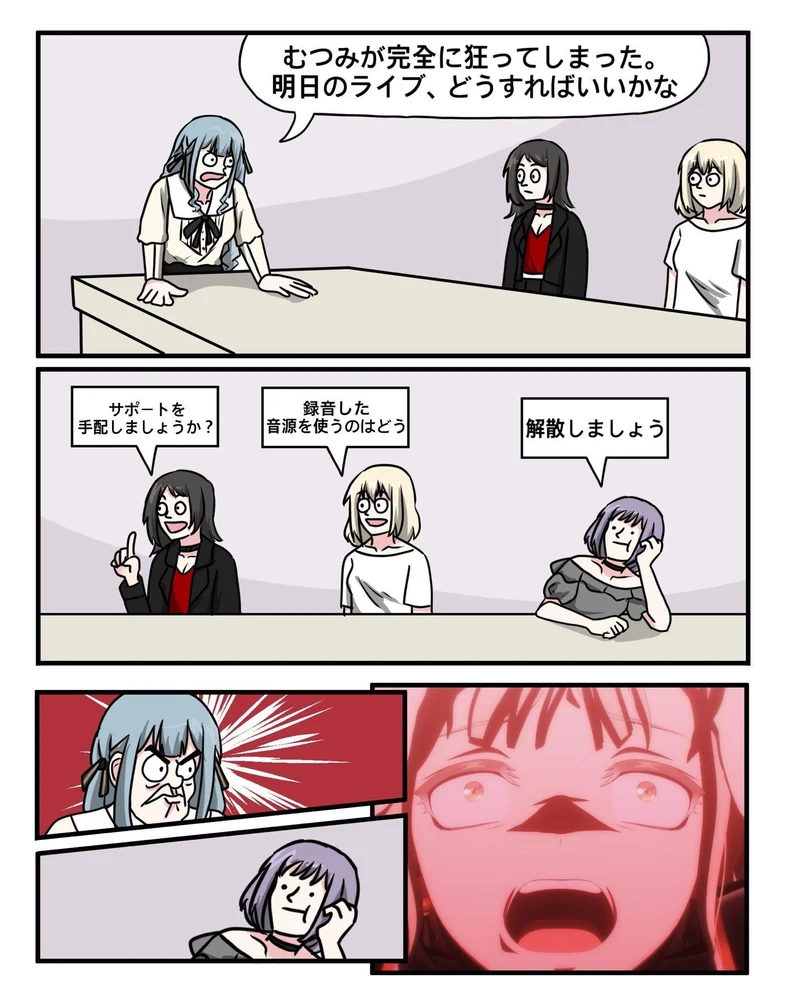 むつみが完全に狂ってしまった。
明日のライブ、どうすればいいかな
サポートを
手配しましょうか？
録音した
音源を使うのはどう
解散しましょう